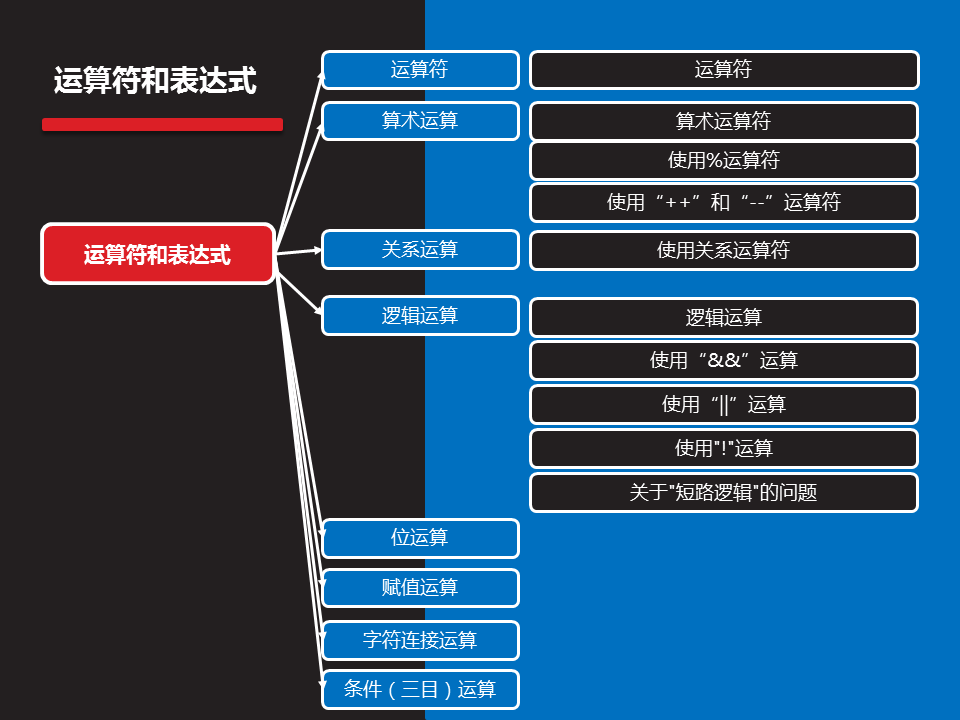 运算符和表达式
运算符和表达式
运算符
运算符
算术运算
算术运算符
使用%运算符
使用“++”和“--”运算符
关系运算
使用关系运算符
逻辑运算
逻辑运算
使用“&&”运算
使用“||”运算
使用"!"运算
关于"短路逻辑"的问题
位运算
赋值运算
字符连接运算
条件（三目）运算